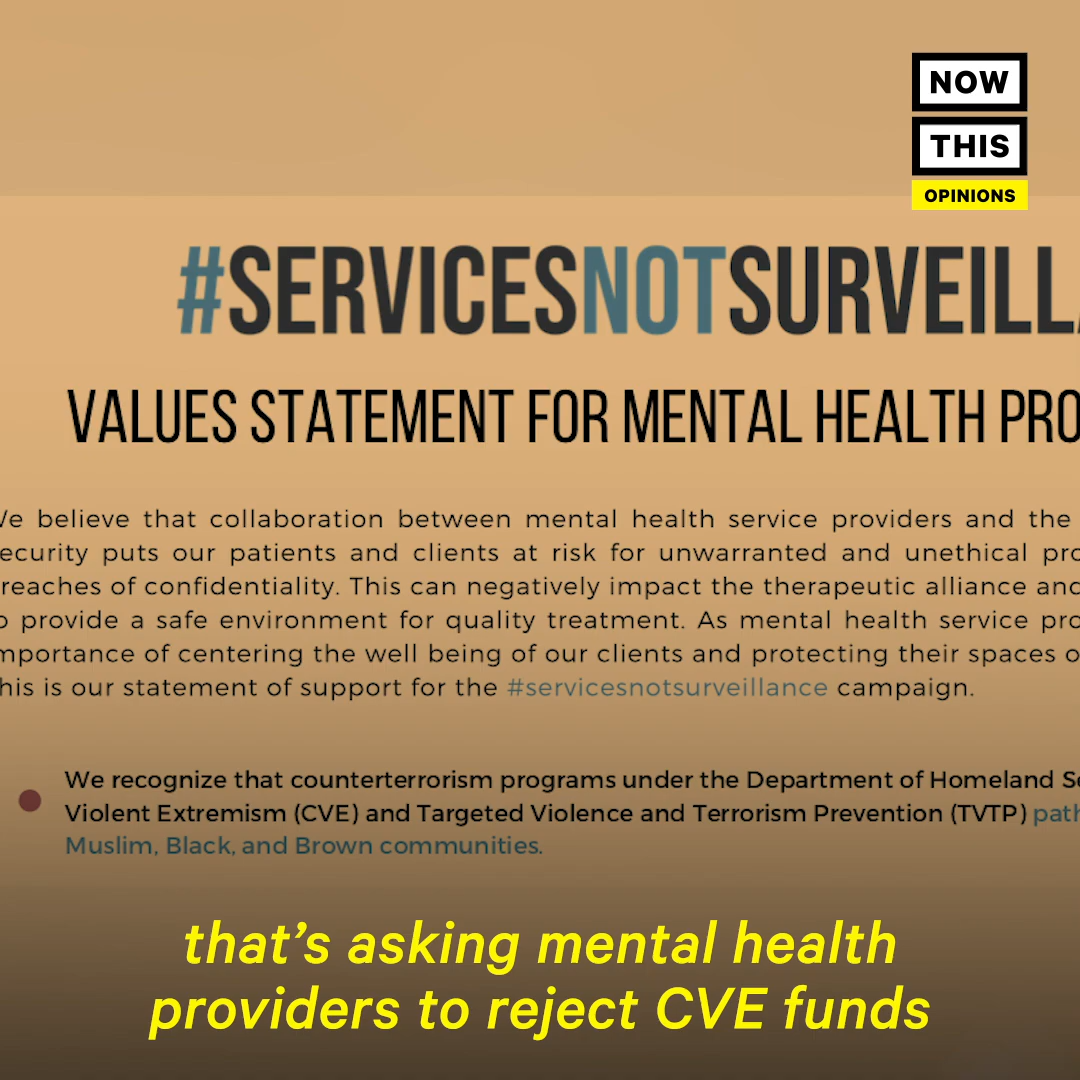 NOW
THIS
OPINIONS
#SERVICESNOTSURVEILL
VALUES STATEMENT FOR MENTAL HEALTH PRO
We believe that collaboration between mental health service providers and the
ecurity puts our patients and clients at risk for unwarranted and unethical pro
reaches of confidentiality. This can negatively impact the therapeutic alliance and
o provide a safe environment for quality treatment. As mental health service pro
mportance of centering the well being of our clients and protecting their spaces o
his is our statement of support for the #servicesnotsurveillance campaign.
We recognize that counterterrorism programs under the Department of Homeland Se
Violent Extremism (CVE) and Targeted Violence and Terrorism Prevention (TVTP) path
Muslim, Black, and Brown communities.
that's asking mental health
providers to reject CVE funds